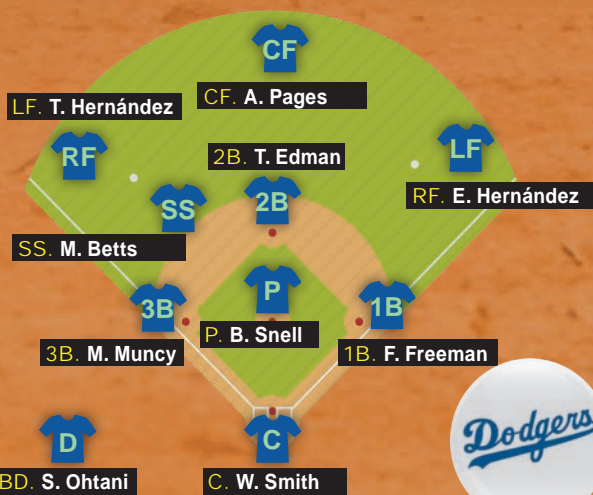 CF
CF. A. Pages
LF. T. Hernández
RF
2B. T. Edman
LF
RF. E. Hernández
SS
2B
SS. M. Betts
3B
P
1B
P. B. Snell
3B. M. Muncy
1B. F. Freeman
D
C
Dodgers
BD. S. Ohtani
C. W. Smith